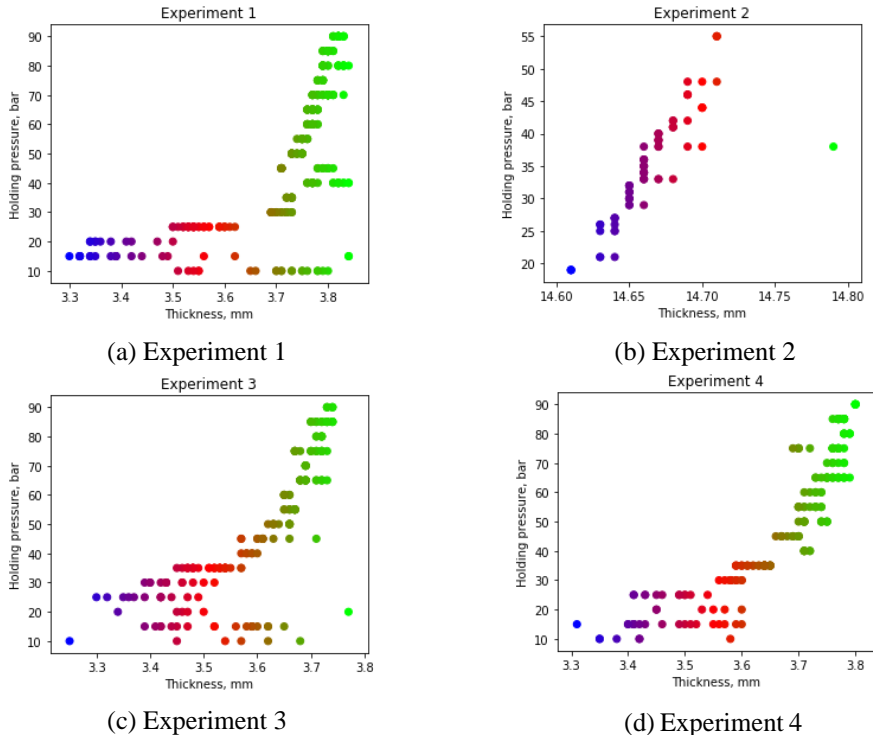 Experiment 1
Holding pressure, bar
90
80
70
60
50
40
30
20
10
3.3 3.4 3.5 3.6 3.7 3.8
Thickness, mm
(a) Experiment 1
Experiment 2
Holding pressure, bar
55
50
45
40
35
30
25
20
14.60 14.65 14.70 14.75 14.80
Thickness, mm
(b) Experiment 2
Experiment 3
Holding pressure, bar
90
80
70
60
50
40
30
20
10
3.3 3.4 3.5 3.6 3.7 3.8
Thickness, mm
(c) Experiment 3
Experiment 4
Holding pressure, bar
90
80
70
60
50
40
30
20
10
3.3 3.4 3.5 3.6 3.7 3.8
Thickness, mm
(d) Experiment 4